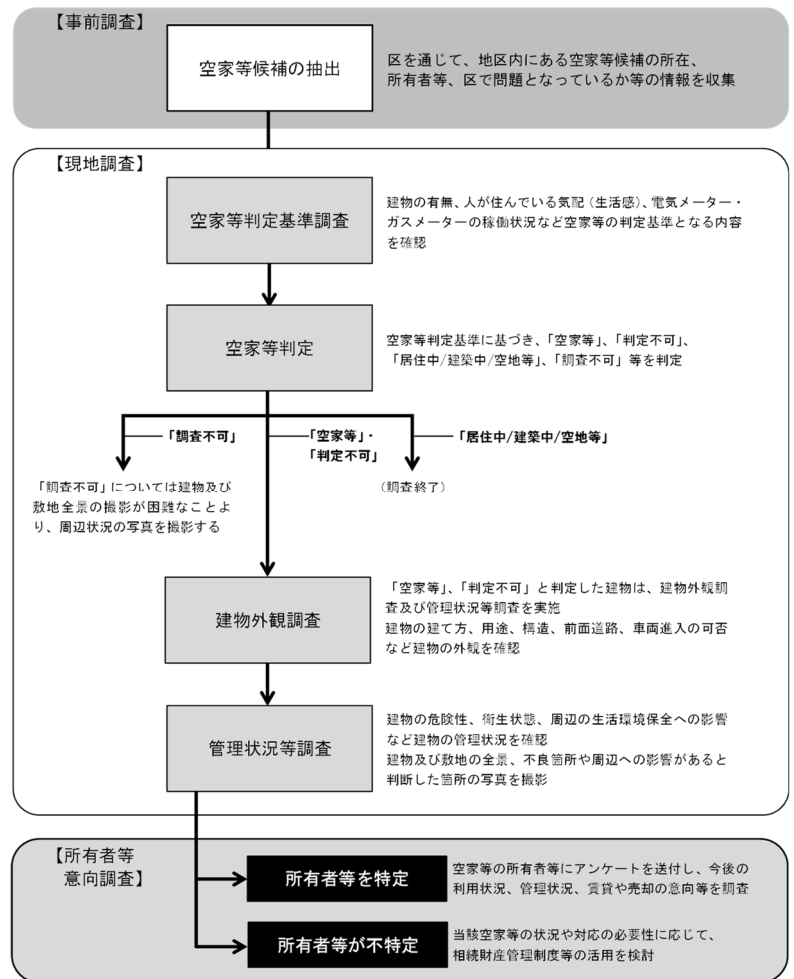 【事前調査】
空家等候補の抽出
区を通じて、地区内にある空家等候補の所在、
所有者等、区で問題となっているか等の情報を収集
【現地調査】
空家等判定基準調査
建物の有無、人が住んでいる気配（生活感）、電気メーター・
ガスメーターの稼働状況など空家等の判定基準となる内容
を確認
空家等判定
空家等判定基準に基づき、「空家等」、「判定不可」、
「居住中/建築中/空地等」、「調査不可」等を判定
「調査不可」
「空家等」・
「判定不可」
「居住中/建築中/空地等」
「調査不可」については建物及び
敷地全景の撮影が困難なことよ
り、周辺状況の写真を撮影する
（調査終了）
建物外観調査
「空家等」、「判定不可」と判定した建物は、建物外観調
査及び管理状況等調査を実施
建物の建て方、用途、構造、前面道路、車両進入の可否
など建物の外観を確認
管理状況等調査
建物の危険性、衛生状態、周辺の生活環境保全への影響
など建物の管理状況を確認
建物及び敷地の全景、不良箇所や周辺への影響があると
判断した箇所の写真を撮影
【所有者等
意向調査】
所有者等を特定
空家等の所有者等にアンケートを送付し、今後の
利用状況、管理状況、賃貸や売却の意向等を調査
所有者等が不特定
当該空家等の状況や対応の必要性に応じて、
相続財産管理制度等の活用を検討